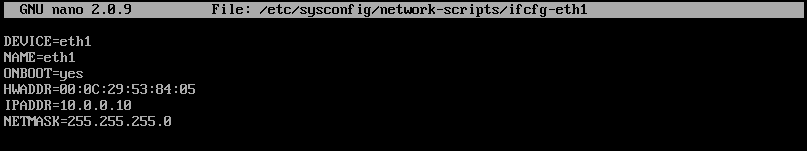 GNU nano 2.0.9 File: /etc/sysconfig/network-scripts/ifcfg-eth1
DEVICE=eth1
NAME=eth1
ONBOOT=yes
HWADDR=00:0C:29:53:84:05
IPADDR=10.0.0.10
NETMASK=255.255.255.0